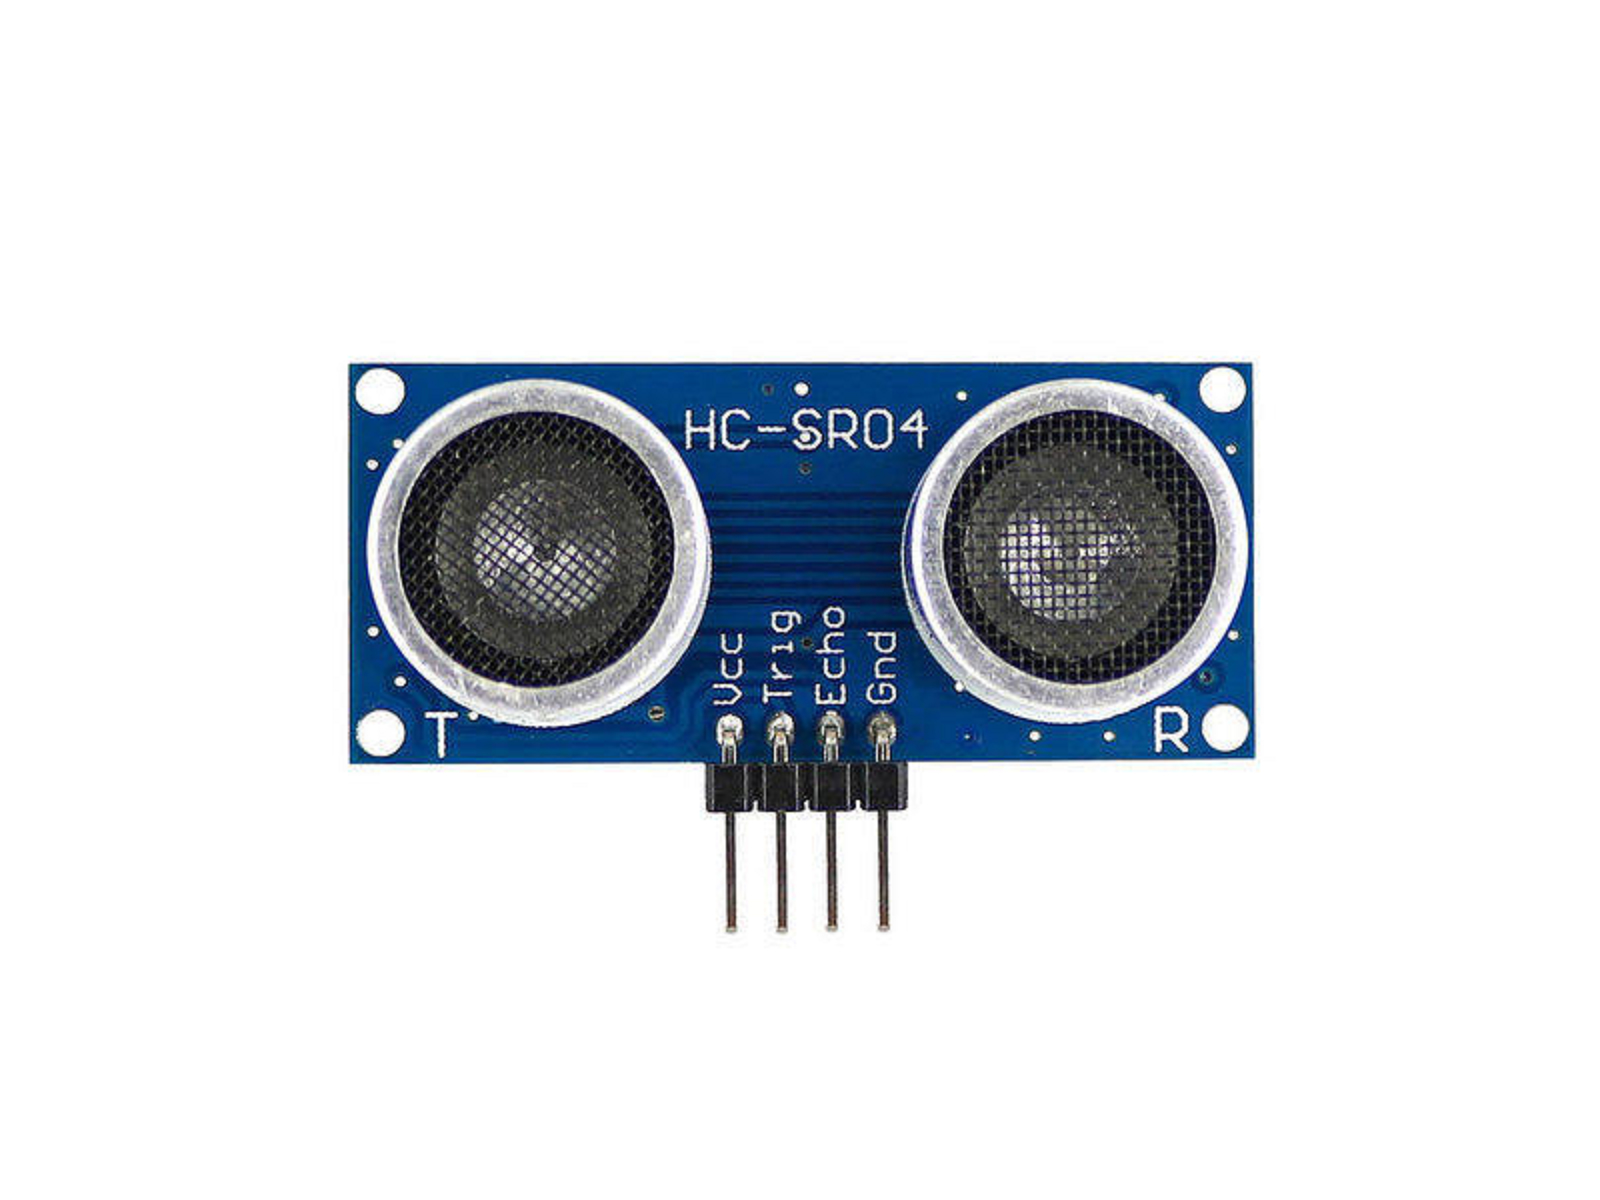 HC-SR04
Vcc
Trig
Echo
Gnd
T
R